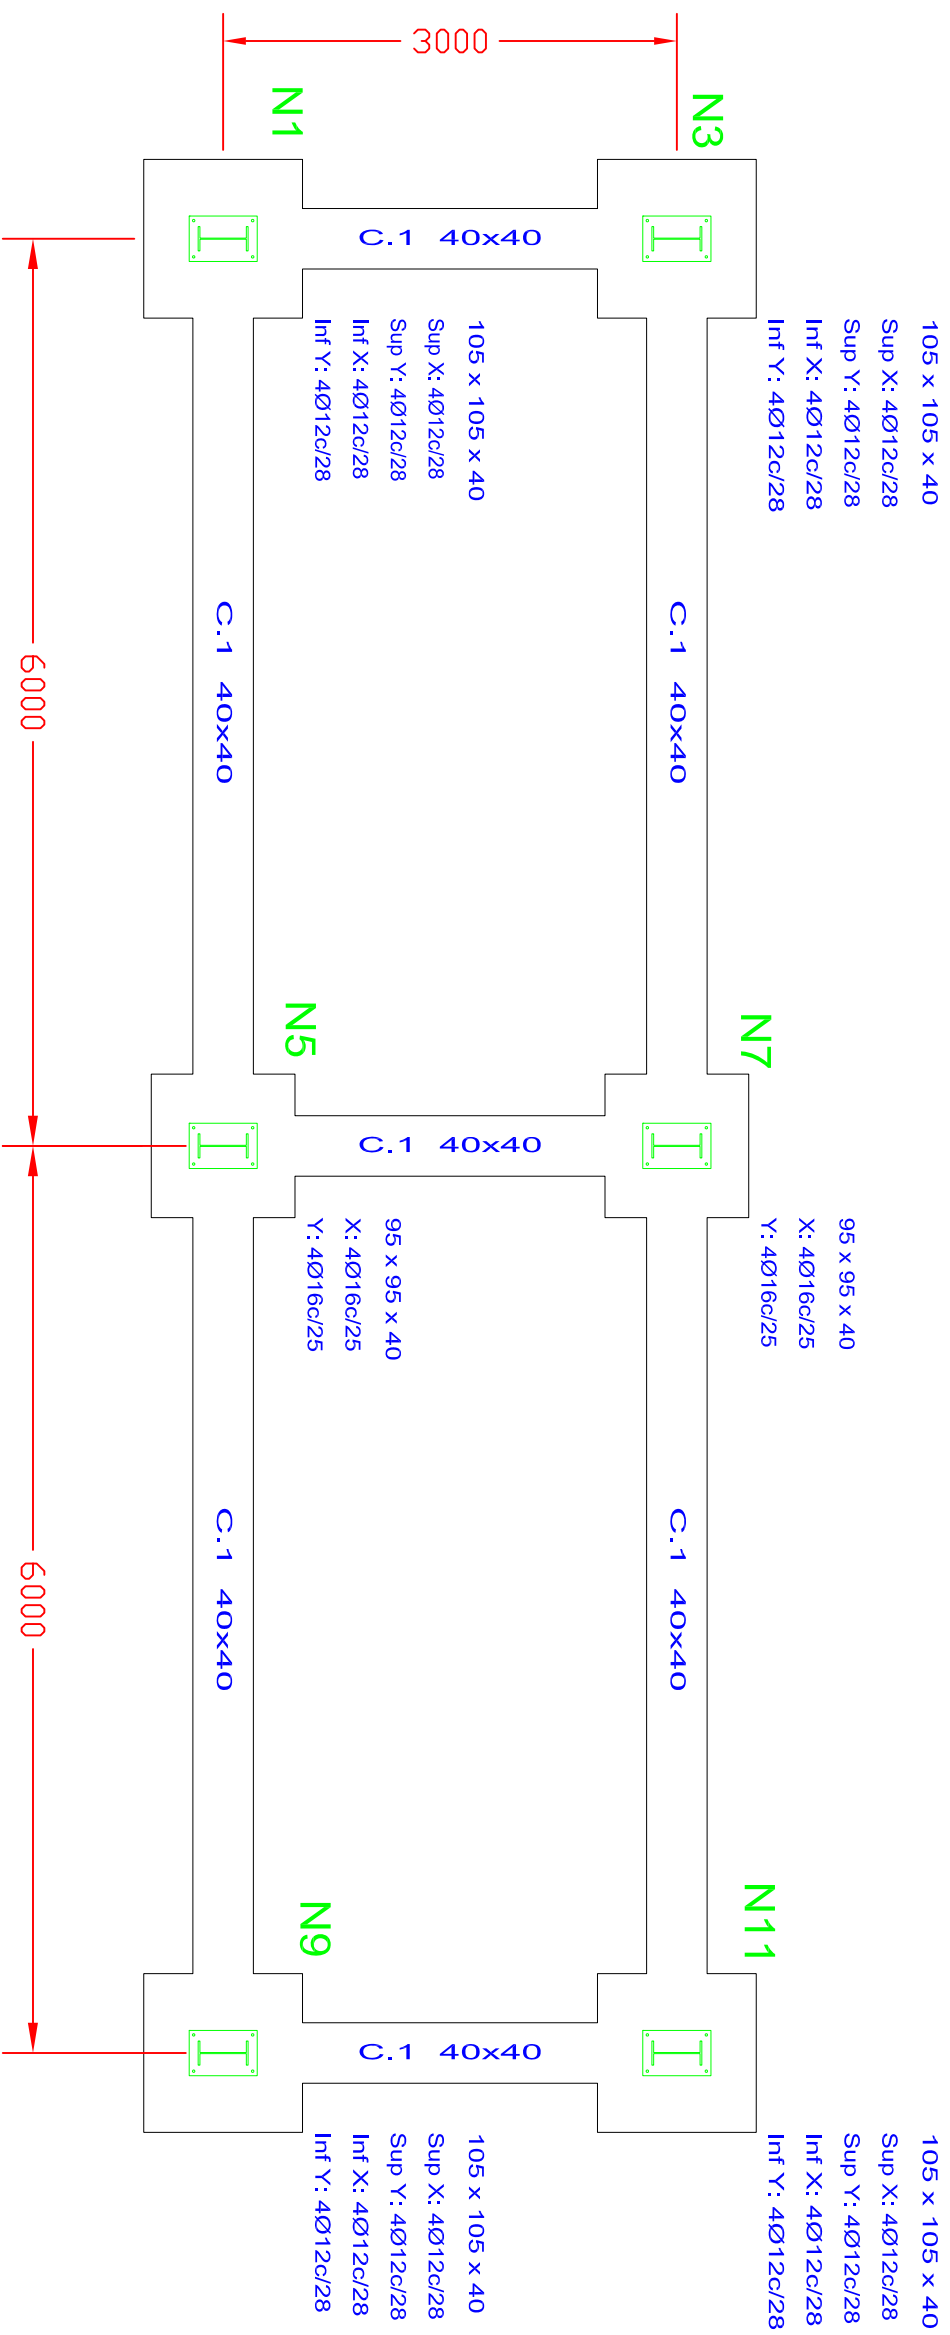 3000
N3
N1
C.1 40x40
105 x 105 x 40
Sup X: 4Ø12c/28
Sup Y: 4Ø12c/28
Inf X: 4Ø12c/28
Inf Y: 4Ø12c/28
105 x 105 x 40
Sup X: 4Ø12c/28
Sup Y: 4Ø12c/28
Inf X: 4Ø12c/28
Inf Y: 4Ø12c/28
C.1 40x40
C.1 40x40
6000
N7
N5
C.1 40x40
95 x 95 x 40
X: 4Ø16c/25
Y: 4Ø16c/25
95 x 95 x 40
X: 4Ø16c/25
Y: 4Ø16c/25
C.1 40x40
C.1 40x40
6000
N11
N9
C.1 40x40
105 x 105 x 40
Sup X: 4Ø12c/28
Sup Y: 4Ø12c/28
Inf X: 4Ø12c/28
Inf Y: 4Ø12c/28
105 x 105 x 40
Sup X: 4Ø12c/28
Sup Y: 4Ø12c/28
Inf X: 4Ø12c/28
Inf Y: 4Ø12c/28